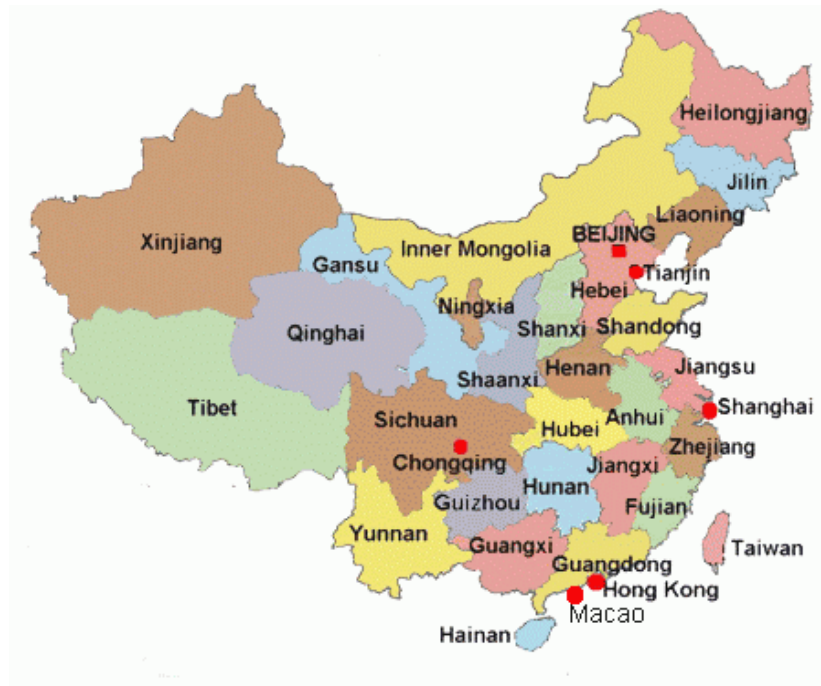 Heilongjiang
Jilin
Liaoning
BEIJING
Xinjiang
Inner Mongolia
Gansu
Tianjin
Hebei
Ningxia
Qinghai
Shanxi
Shandong
Henan
Jiangsu
Shaanxi
Tibet
Shanghai
Sichuan
Anhui
Hubei
Zhejiang
Chongqing
Jiangxi
Hunan
Guizhou
Fujian
Yunnan
Guangxi
Taiwan
Guangdong
Hong Kong
Macao
Hainan